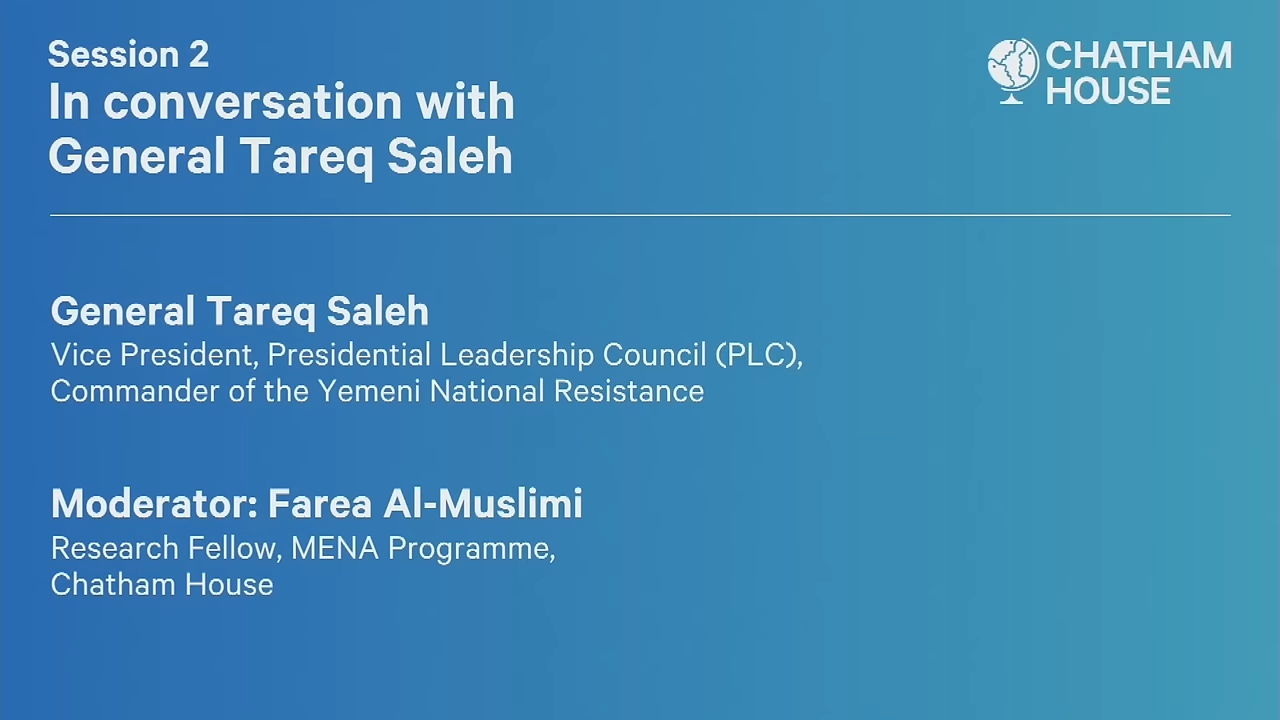 Session 2
In conversation with
General Tareq Saleh
CHATHAM
HOUSE
General Tareq Saleh
Vice President, Presidential Leadership Council (PLC),
Commander of the Yemeni National Resistance
Moderator: Farea Al-Muslimi
Research Fellow, MENA Programme,
Chatham House